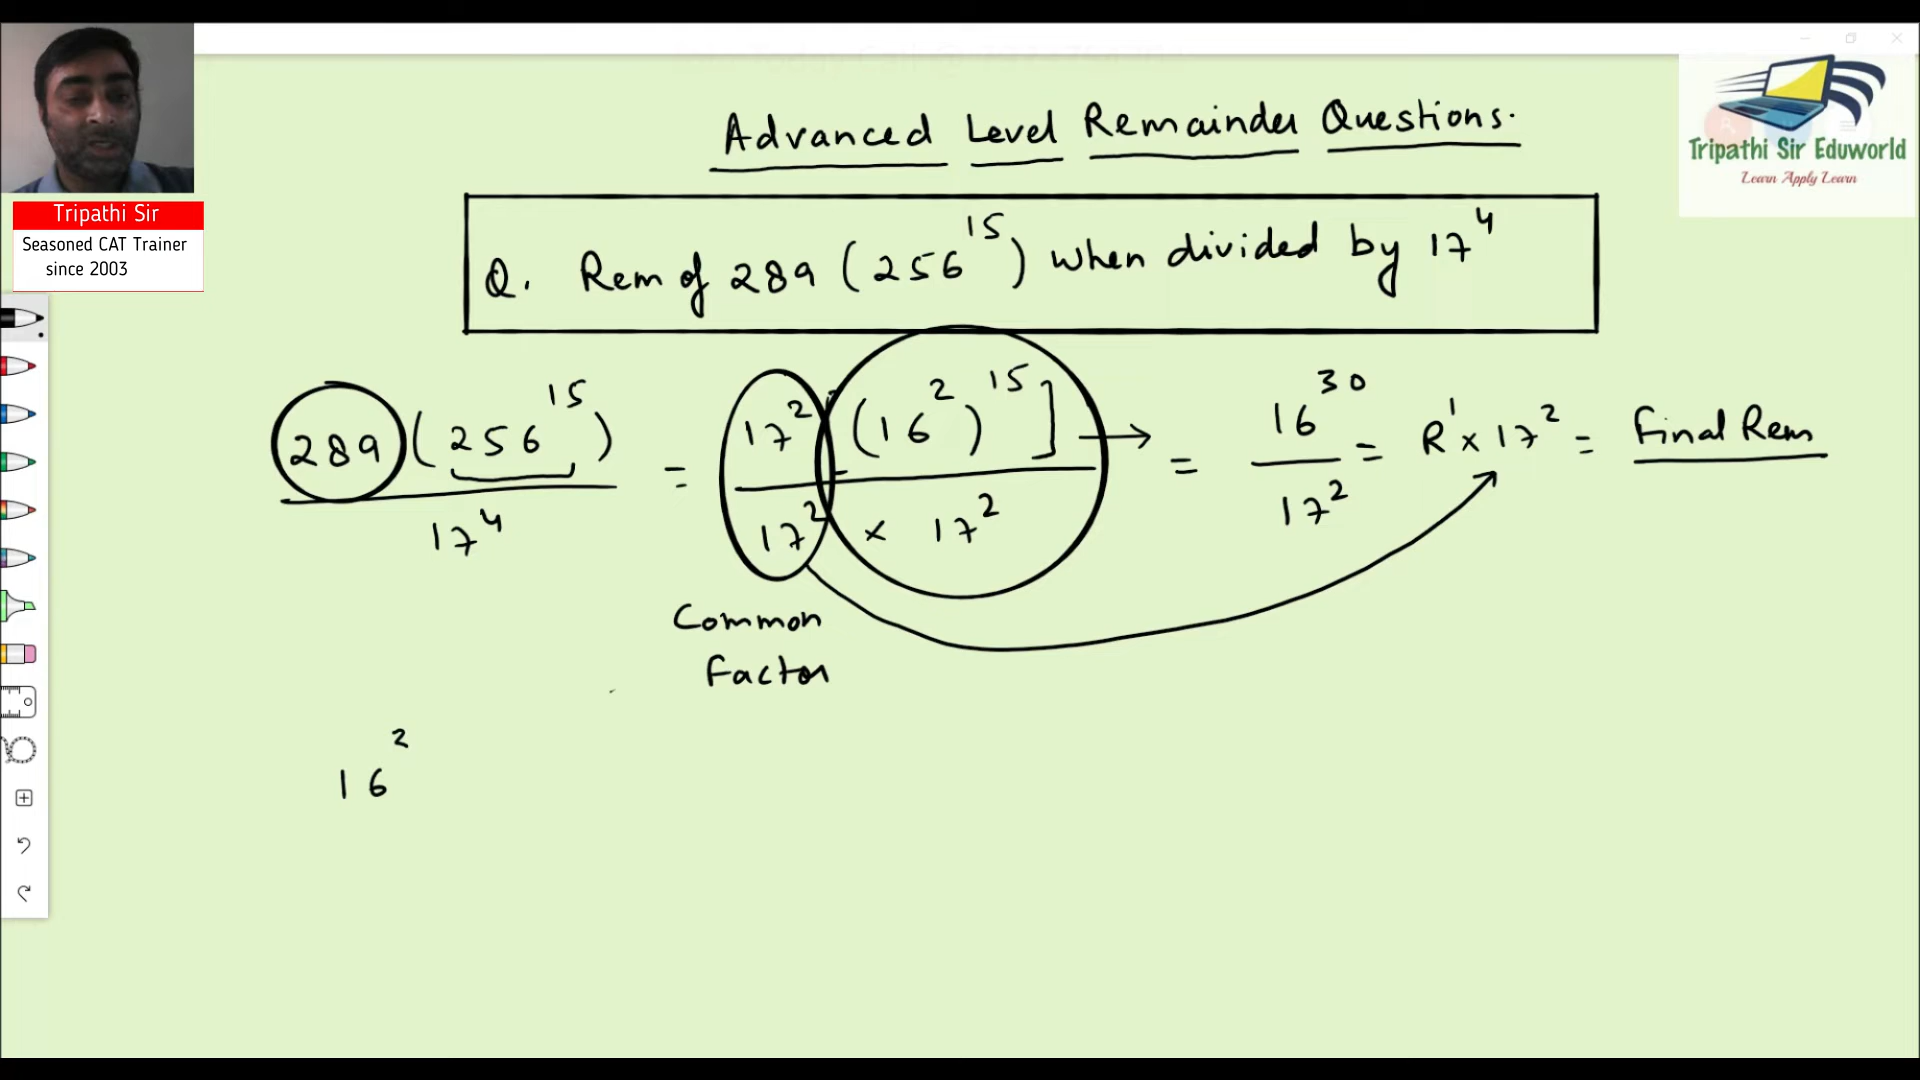 Advanced Level Remainder Questions.
Tripathi Sir Eduworld
Learn Apply Learn
Tripathi Sir
Seasoned CAT Trainer
since 2003
Q. Rem of 289 (256^15) when divided by 17^4
289 (256^15) / 17^4 = 17^2 [(16^2)^15] / 17^2 × 17^2 → = 16^30 / 17^2 = R^1 × 17^2 = Final Rem
Common
Factor
16^2